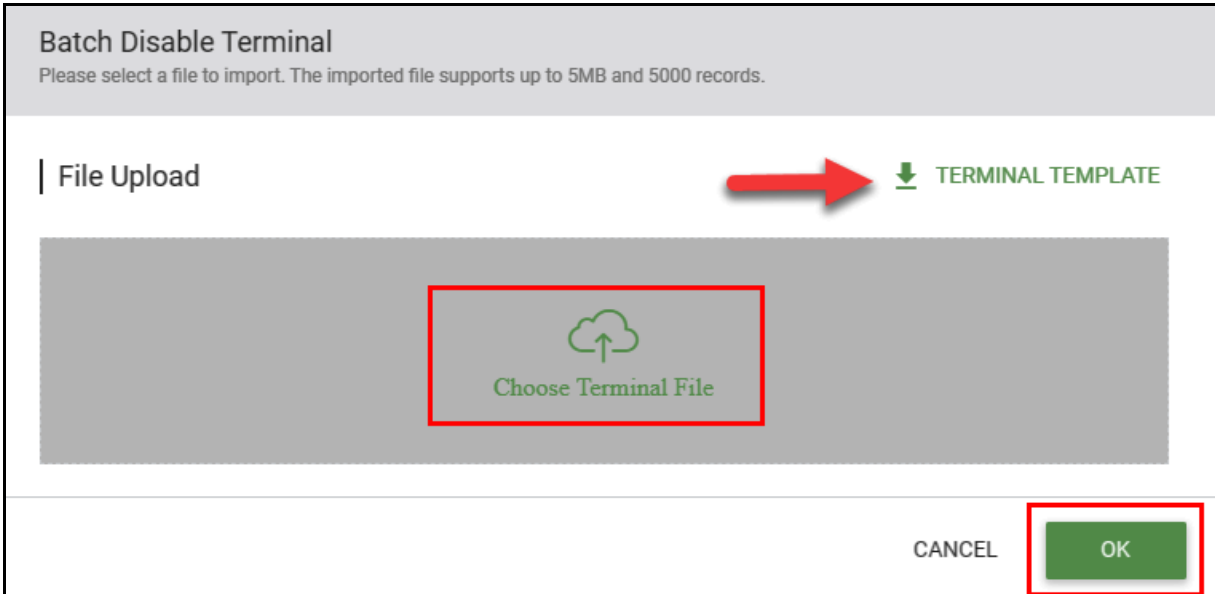 Batch Disable Terminal
Please select a file to import. The imported file supports up to 5MB and 5000 records.
File Upload
TERMINAL TEMPLATE
Choose Terminal File
CANCEL
OK